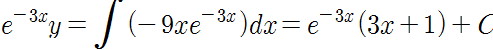 e^{-3x}y = ∫(-9xe^{-3x})dx = e^{-3x}(3x+1)+C